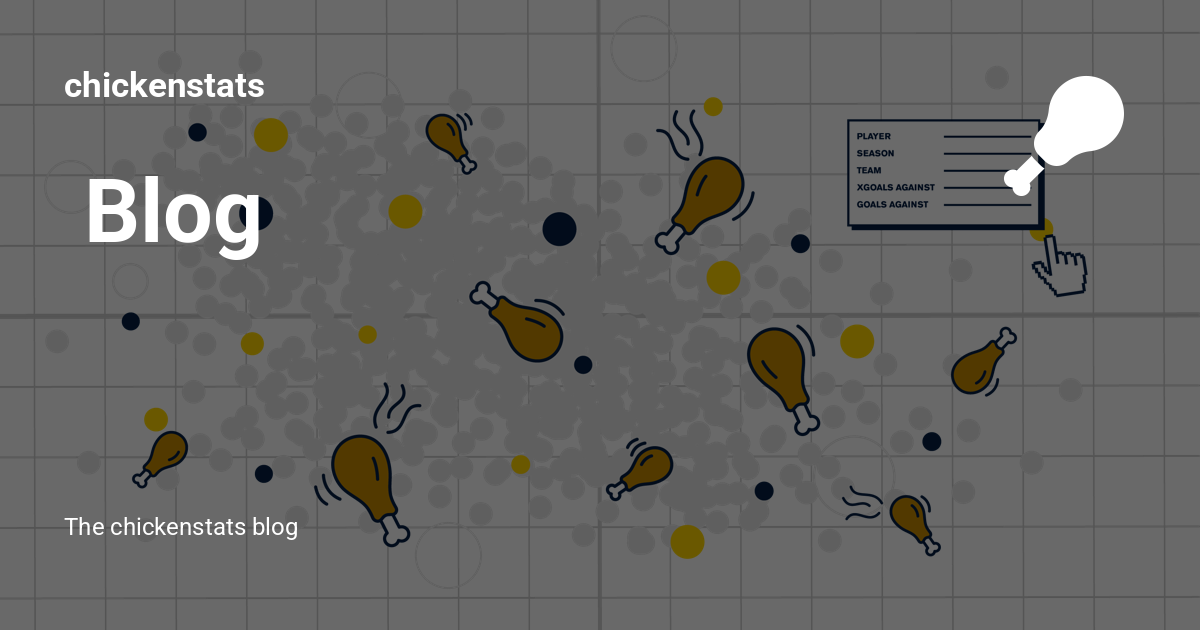 chickenstats
Blog
PLAYER
SEASON
TEAM
XGOALS AGAINST
GOALS AGAINST
The chickenstats blog